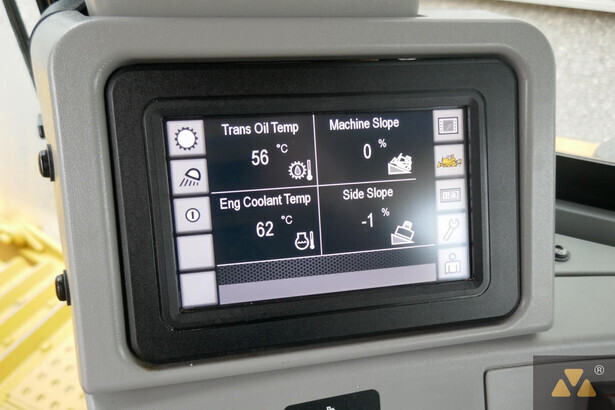 Trans Oil Temp
56 °C
Machine Slope
0 %
Eng Coolant Temp
62 °C
Side Slope
-1 %
®